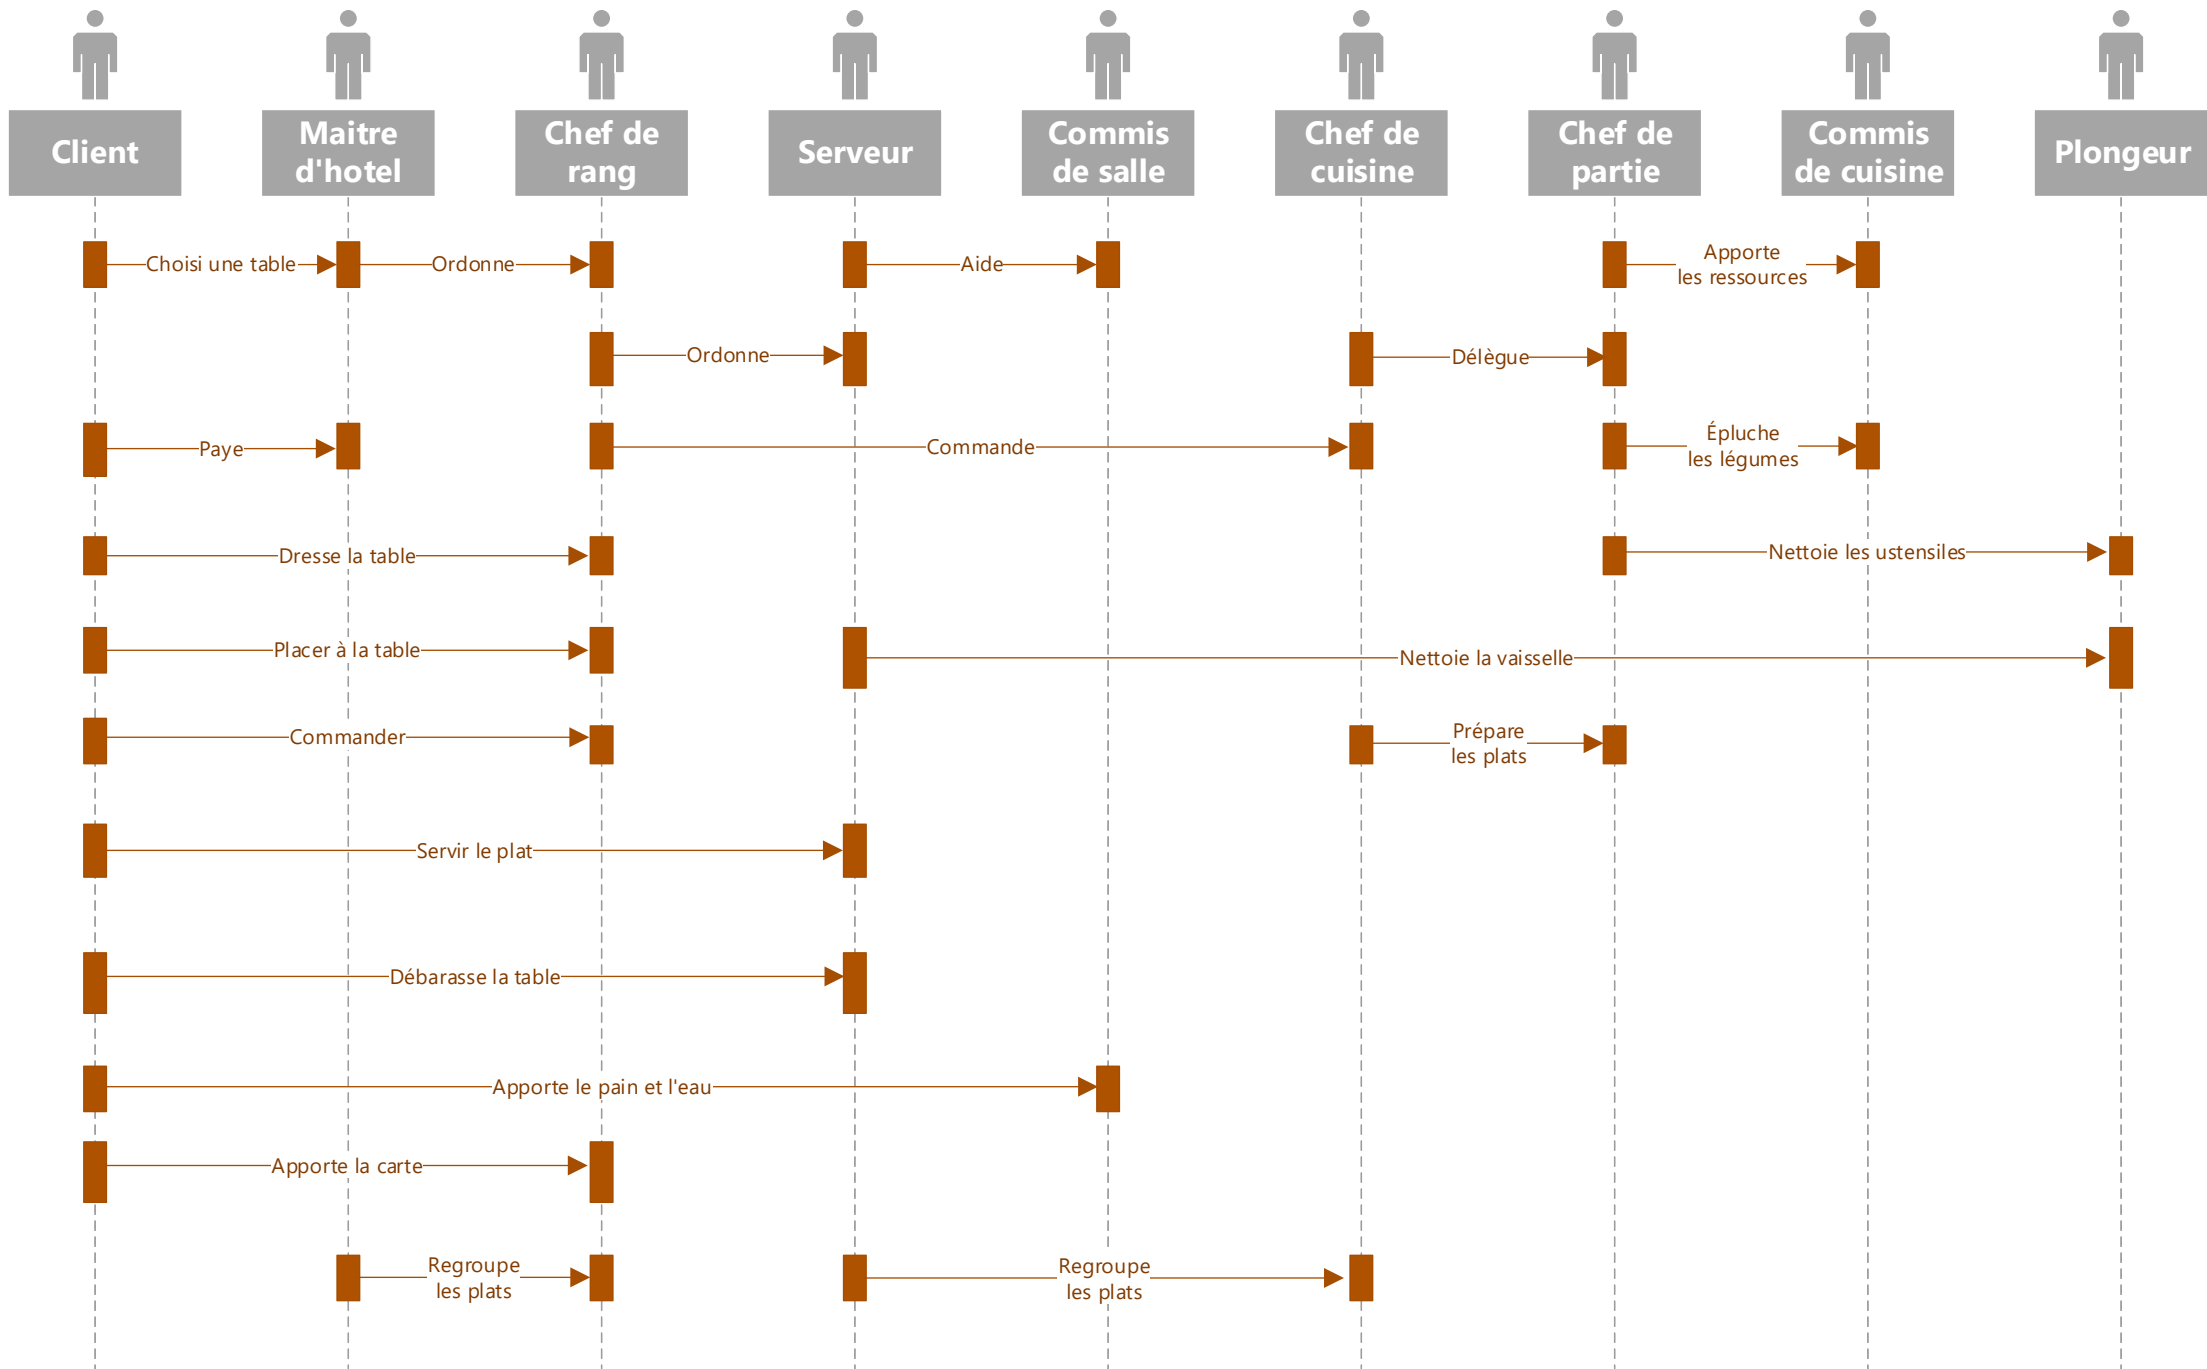 Client
Maitre
d'hotel
Chef de
rang
Serveur
Commis
de salle
Chef de
cuisine
Chef de
partie
Commis
de cuisine
Plongeur
Choisi une table
Ordonne
Aide
Apporte
les ressources
Ordonne
Délègue
Paye
Commande
Épluche
les légumes
Dresse la table
Nettoie les ustensiles
Placer à la table
Nettoie la vaisselle
Commander
Prépare
les plats
Servir le plat
Débarasse la table
Apporte le pain et l'eau
Apporte la carte
Regroupe
les plats
Regroupe
les plats